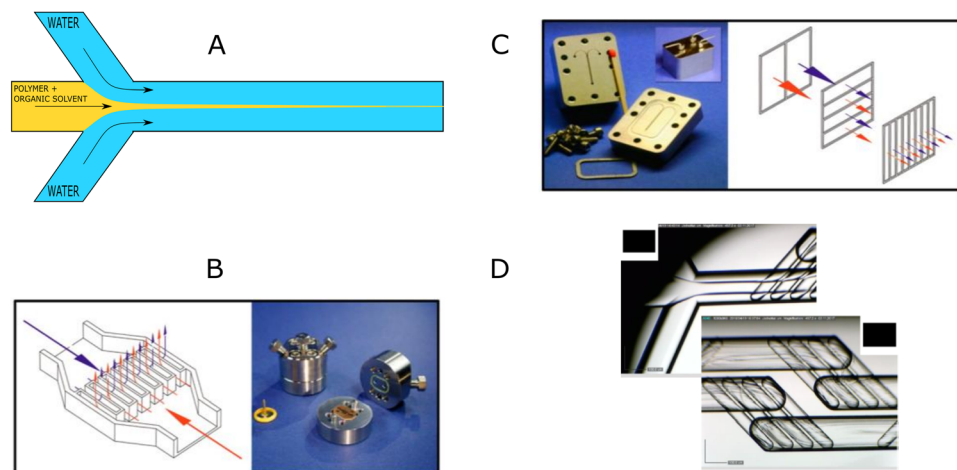 WATER
A
POLYMER +
ORGANIC SOLVENT
WATER
C
B
D